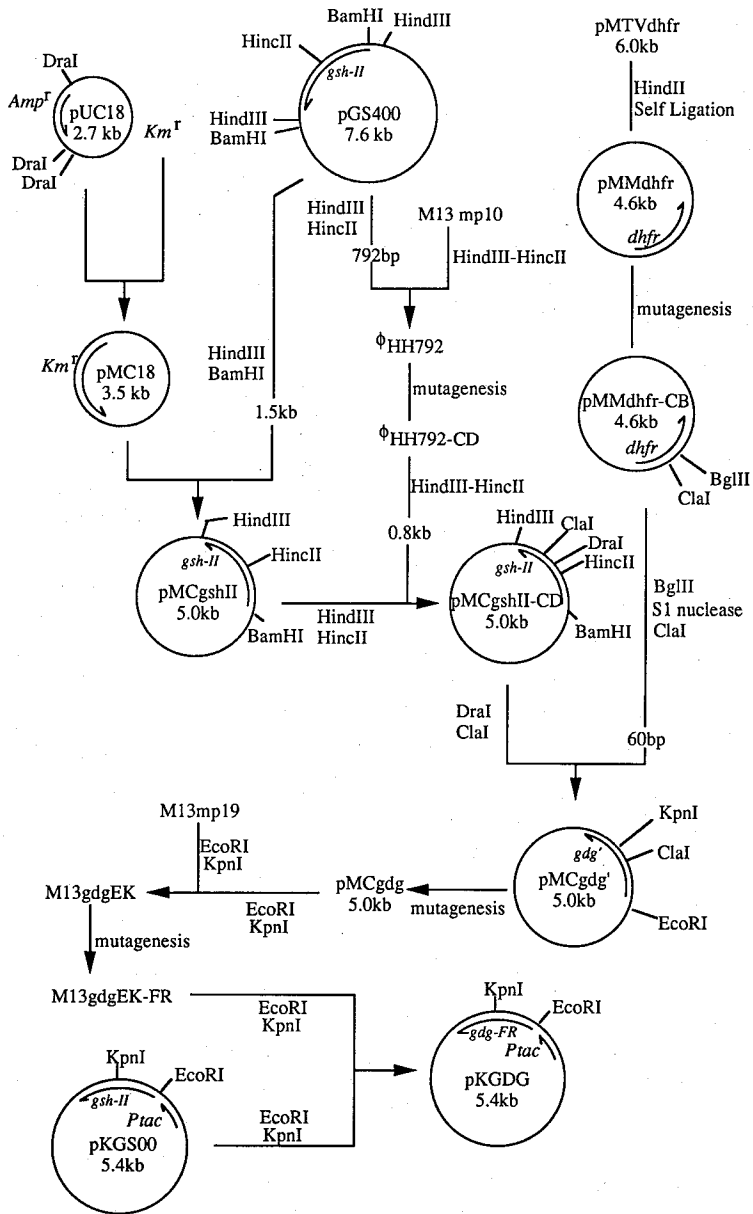 BamHI
HindIII
HincII
gsh-II
pGS400
7.6 kb
HindIII
BamHI
DraI
Ampʳ
pUC18
2.7 kb
Kmʳ
DraI
DraI
pMTVdhfr
6.0kb
HindII
Self Ligation
pMMdhfr
4.6kb
dhfr
HindIII
HincII
792bp
M13 mp10
HindIII-HincII
mutagenesis
Kmʳ
pMC18
3.5 kb
HindIII
BamHI
1.5kb
ΦHH792
mutagenesis
ΦHH792-CD
HindIII-HincII
0.8kb
pMMdhfr-CB
4.6kb
dhfr
BglII
ClaI
HindIII
gsh-II
HincII
pMCgshII
5.0kb
BamHI
HindIII
HincII
HindIII
ClaI
DraI
HincII
gsh-II
pMCgshII-CD
5.0kb
BamHI
BglII
S1 nuclease
ClaI
DraI
ClaI
60bp
M13mp19
EcoRI
KpnI
KpnI
ClaI
gdg'
pMCgdg'
5.0kb
EcoRI
mutagenesis
pMCgdg
5.0kb
EcoRI
KpnI
M13gdgEK
mutagenesis
M13gdgEK-FR
EcoRI
KpnI
KpnI
EcoRI
gsh-II
Ptac
pKGS00
5.4kb
EcoRI
KpnI
KpnI
EcoRI
gdg-FR
Ptac
pKGDG
5.4kb